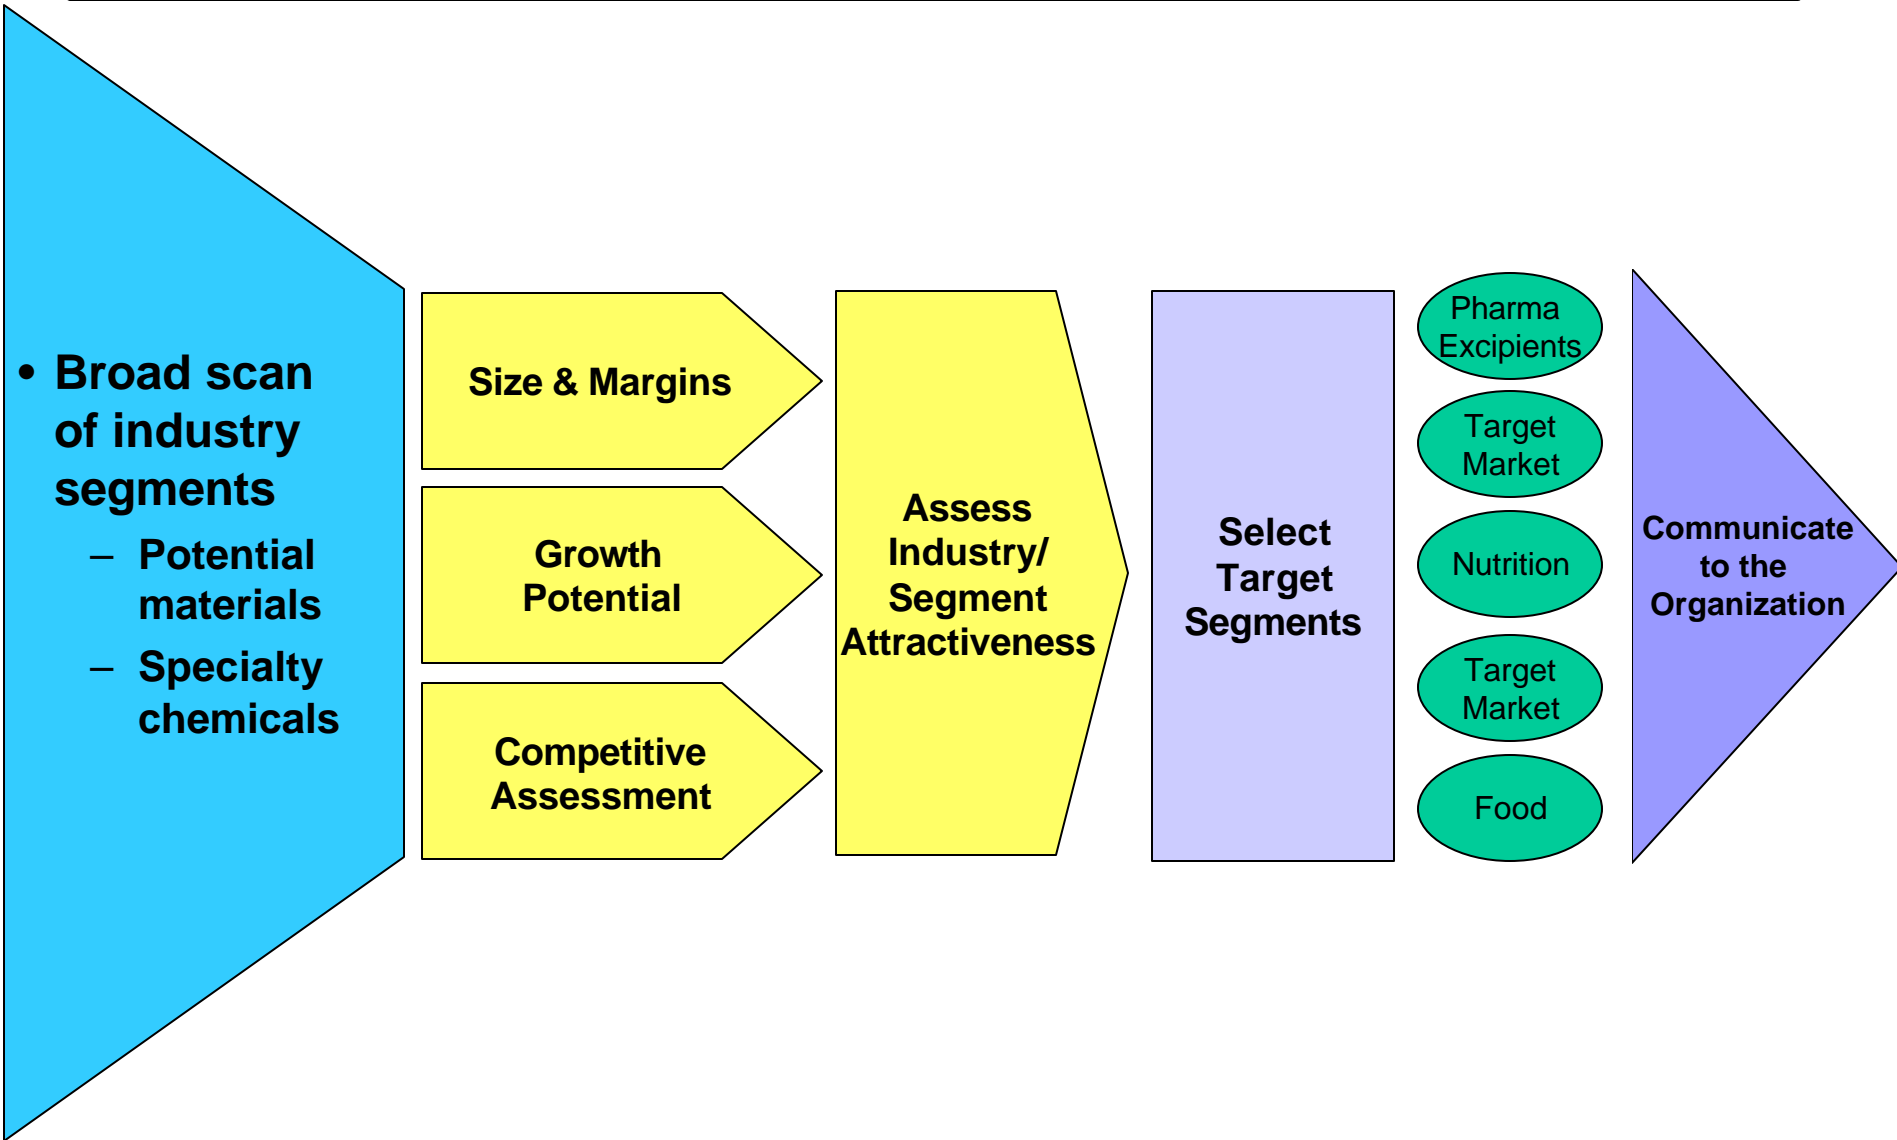 • Broad scan
of industry
segments
– Potential
materials
– Specialty
chemicals
Size & Margins
Growth
Potential
Competitive
Assessment
Assess
Industry/
Segment
Attractiveness
Select
Target
Segments
Pharma
Excipients
Target
Market
Nutrition
Target
Market
Food
Communicate
to the
Organization